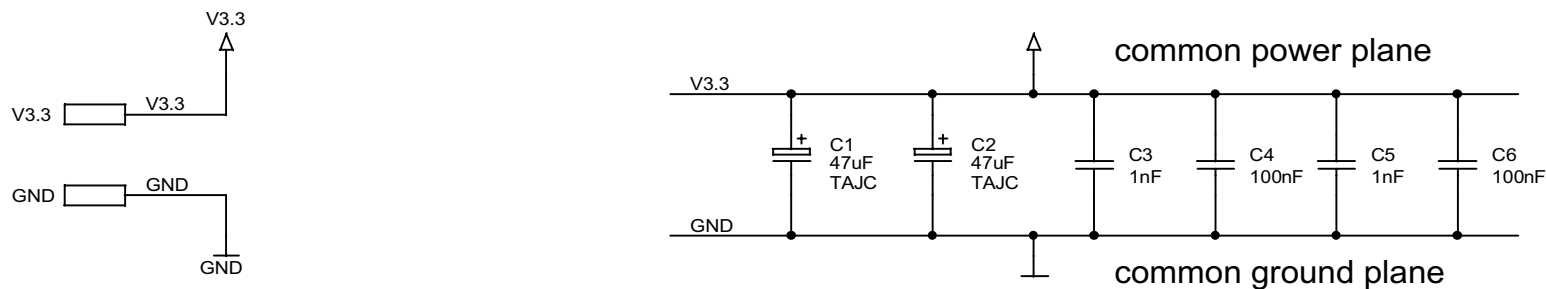 V3.3
V3.3 V3.3
GND GND
GND
common power plane
V3.3
+ C1
47uF
TAJC
+ C2
47uF
TAJC
C3
1nF
C4
100nF
C5
1nF
C6
100nF
GND
common ground plane